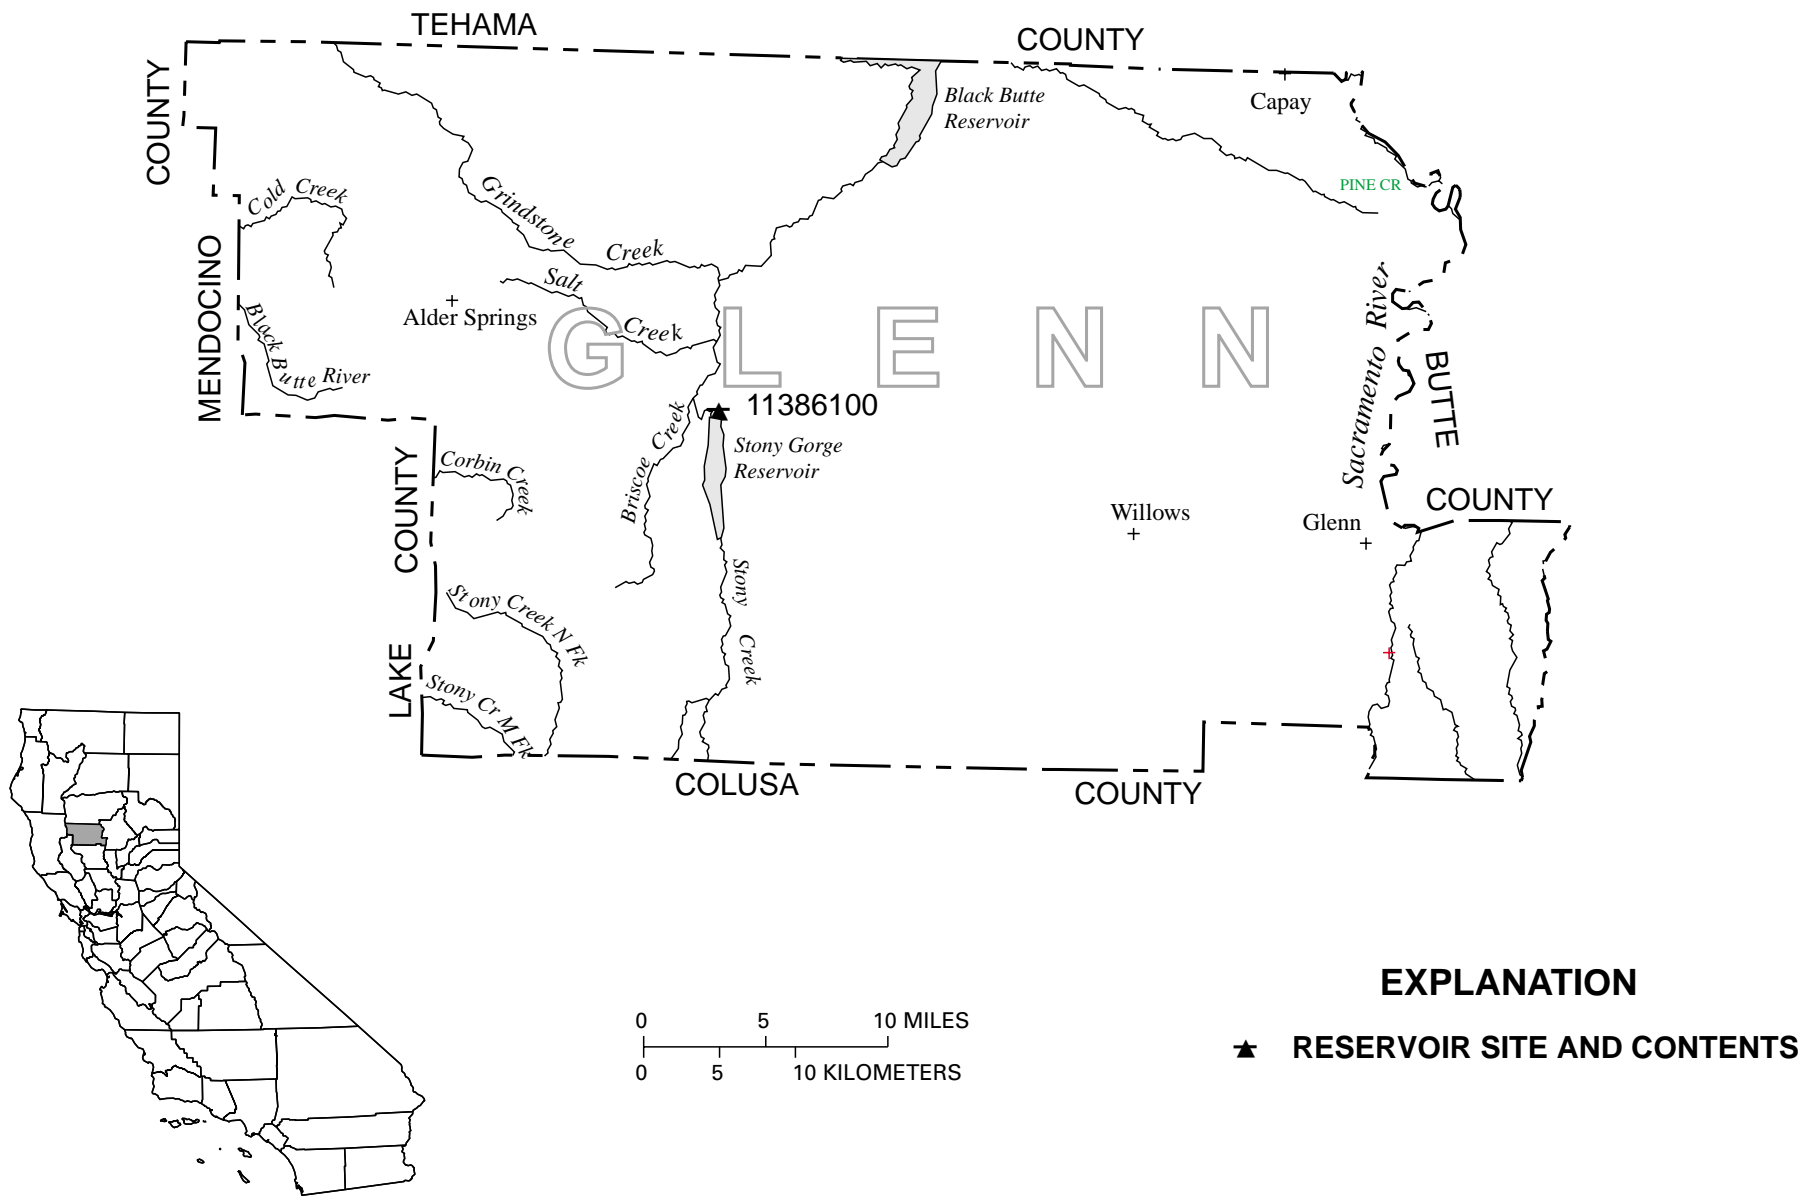 TEHAMA
COUNTY
COUNTY
Black Butte
Reservoir
Capay
PINE CR
Cold Creek
Grindstone Creek
MENDOCINO
Salt Creek
Alder Springs
Black Butte River
GLENN
Sacramento River
BUTTE
11386100
Stony Gorge
Reservoir
Briscoe Creek
COUNTY
Corbin Creek
COUNTY
Willows
Glenn
Stony Creek
Stony Creek N Fk
LAKE
Stony Cr M Fk
COLUSA
COUNTY
EXPLANATION
0 5 10 MILES
0 5 10 KILOMETERS
RESERVOIR SITE AND CONTENTS